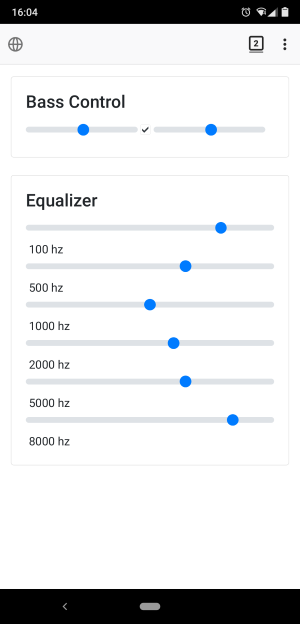 16:04
2
Bass Control
Equalizer
100 hz
500 hz
1000 hz
2000 hz
5000 hz
8000 hz